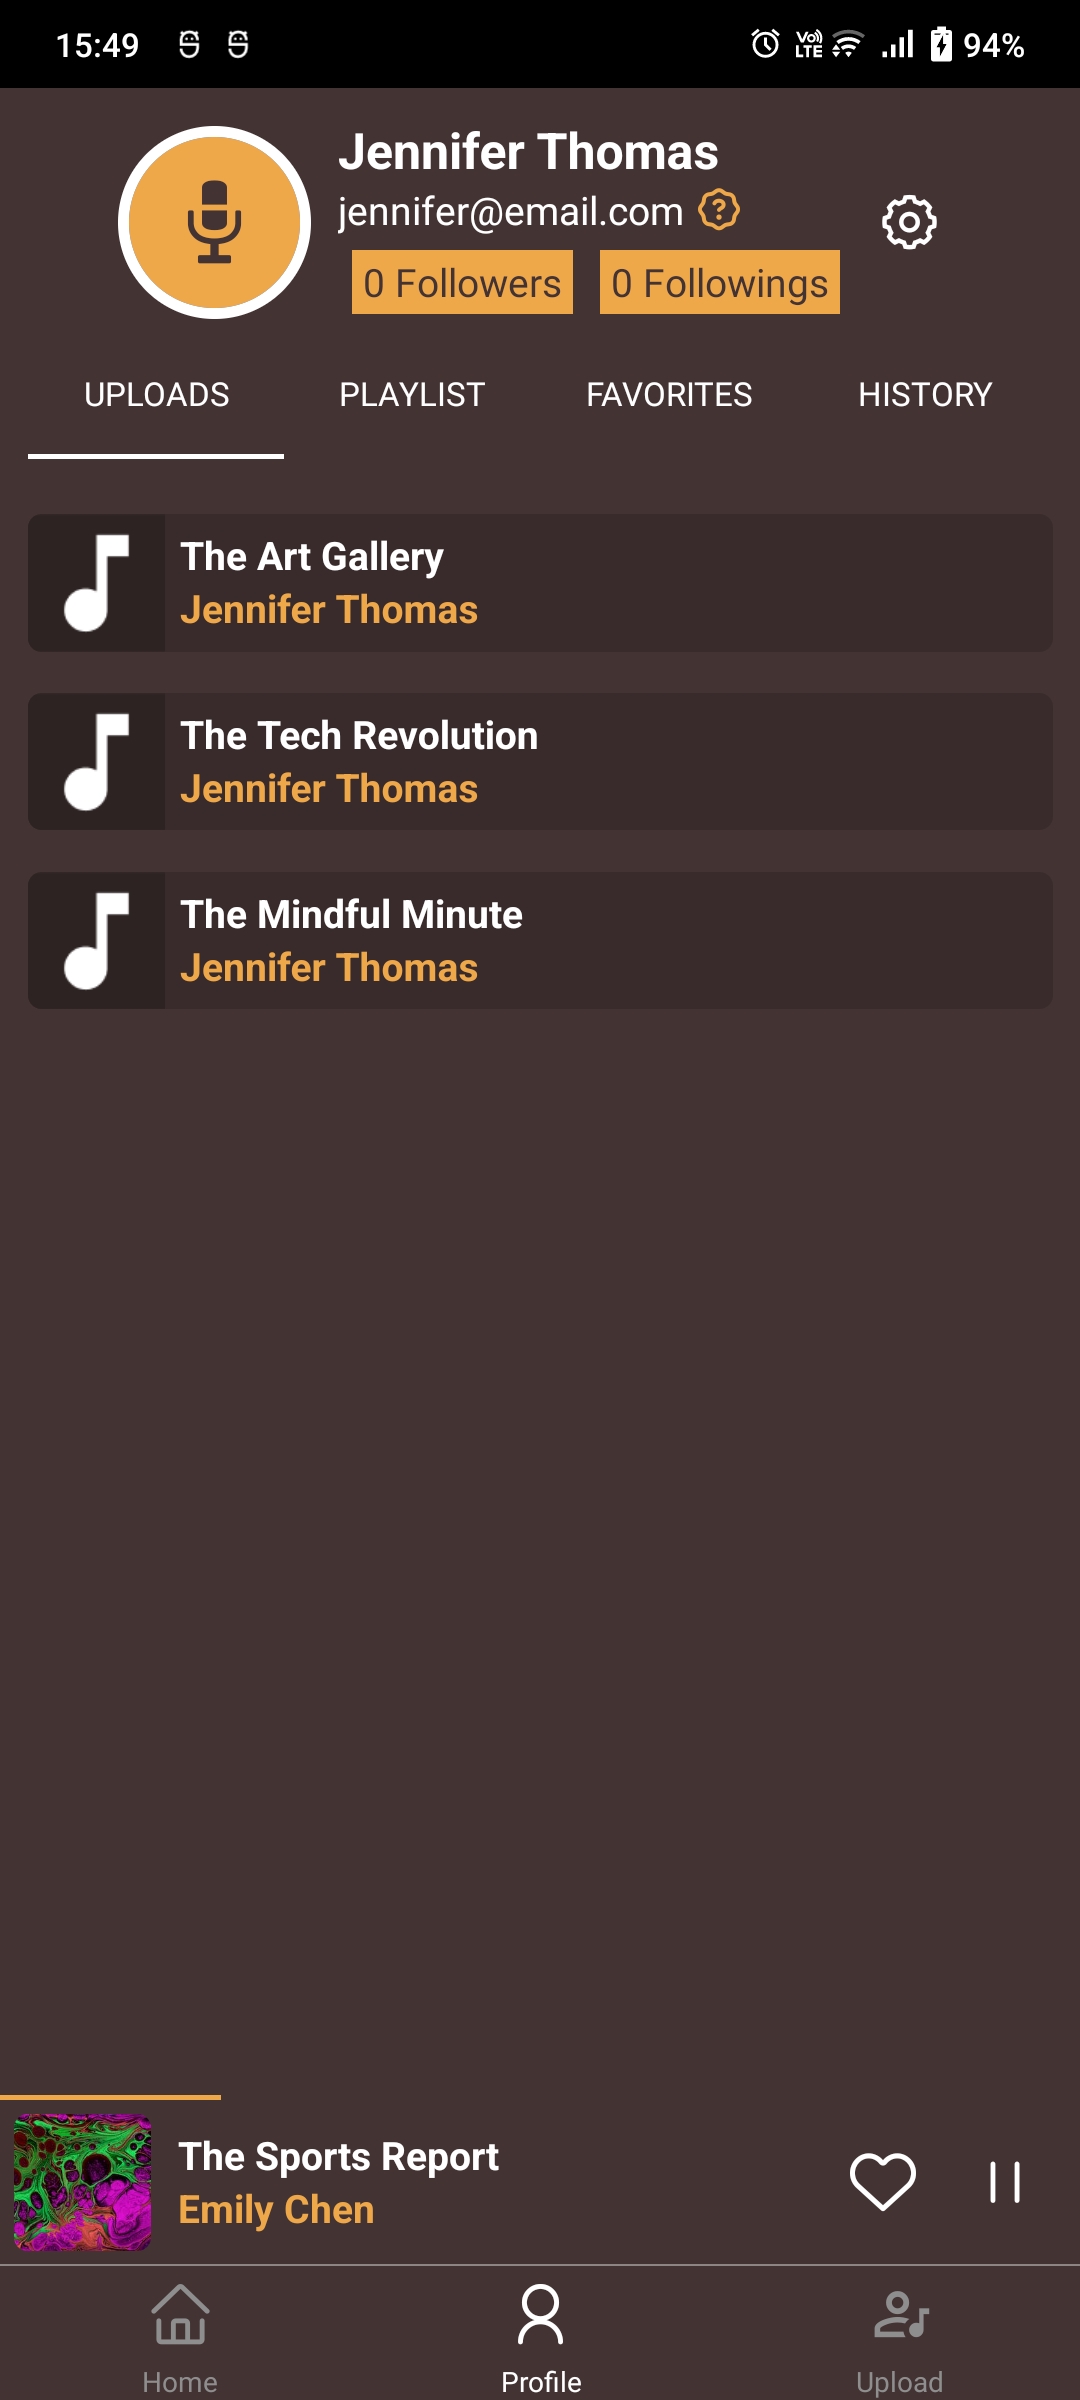 15:49
Vo) LTE
94%
Jennifer Thomas
jennifer@email.com
0 Followers
0 Followings
UPLOADS
PLAYLIST
FAVORITES
HISTORY
The Art Gallery
Jennifer Thomas
The Tech Revolution
Jennifer Thomas
The Mindful Minute
Jennifer Thomas
The Sports Report
Emily Chen
Home
Profile
Upload